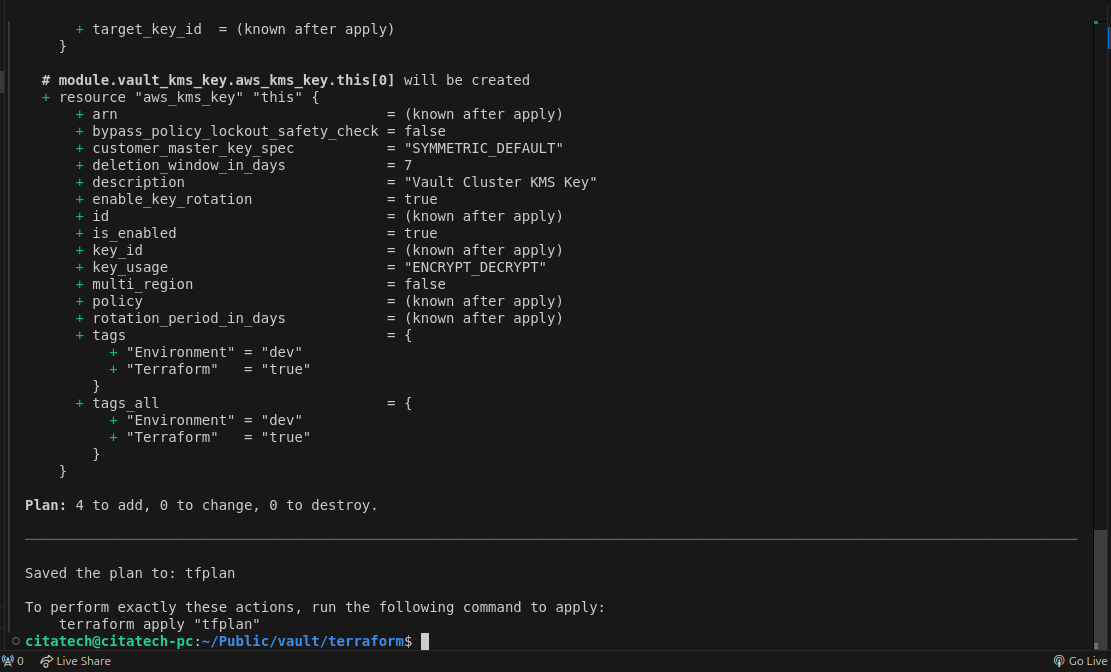 + target_key_id  = (known after apply)
}
# module.vault_kms_key.aws_kms_key.this[0] will be created
+ resource "aws_kms_key" "this" {
+ arn                                = (known after apply)
+ bypass_policy_lockout_safety_check = false
+ customer_master_key_spec           = "SYMMETRIC_DEFAULT"
+ deletion_window_in_days            = 7
+ description                        = "Vault Cluster KMS Key"
+ enable_key_rotation                = true
+ id                                 = (known after apply)
+ is_enabled                         = true
+ key_id                             = (known after apply)
+ key_usage                          = "ENCRYPT_DECRYPT"
+ multi_region                       = false
+ policy                             = (known after apply)
+ rotation_period_in_days            = (known after apply)
+ tags                               = {
+ "Environment" = "dev"
+ "Terraform"   = "true"
}
+ tags_all                           = {
+ "Environment" = "dev"
+ "Terraform"   = "true"
}
}
Plan: 4 to add, 0 to change, 0 to destroy.
Saved the plan to: tfplan
To perform exactly these actions, run the following command to apply:
terraform apply "tfplan"
citatech@citatech-pc:~/Public/vault/terraform$
0 Live Share Go Live